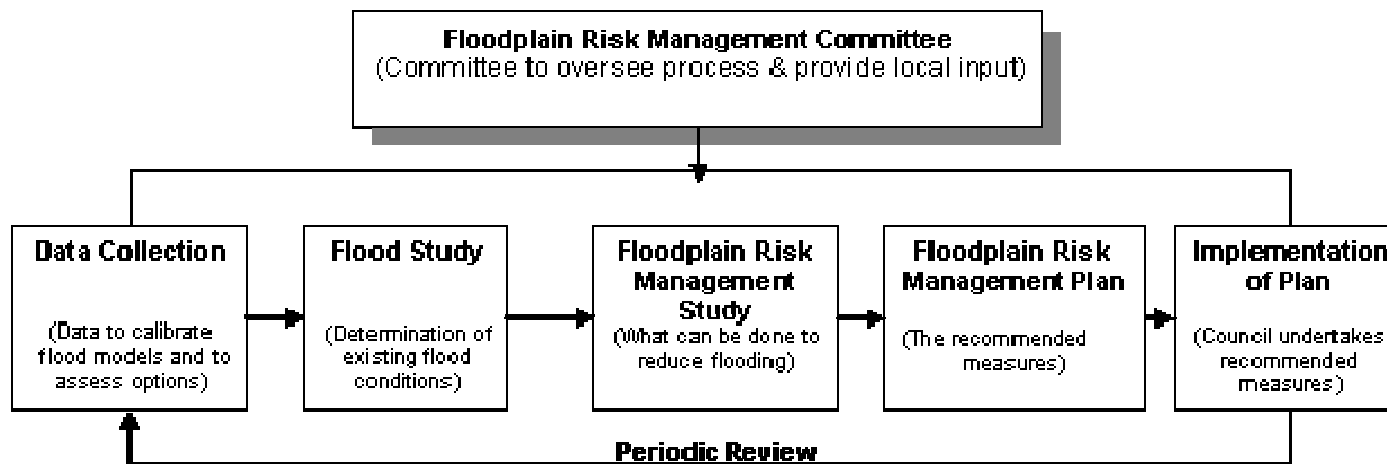 Floodplain Risk Management Committee
(Committee to oversee process & provide local input)
Data Collection
(Data to calibrate
flood models and to
assess options)
Flood Study
(Determination of
existing flood
conditions)
Floodplain Risk
Management
Study
(What can be done to
reduce flooding)
Floodplain Risk
Management Plan
(The recommended
measures)
Implementation
of Plan
(Council undertakes
recommended
measures)
Periodic Review